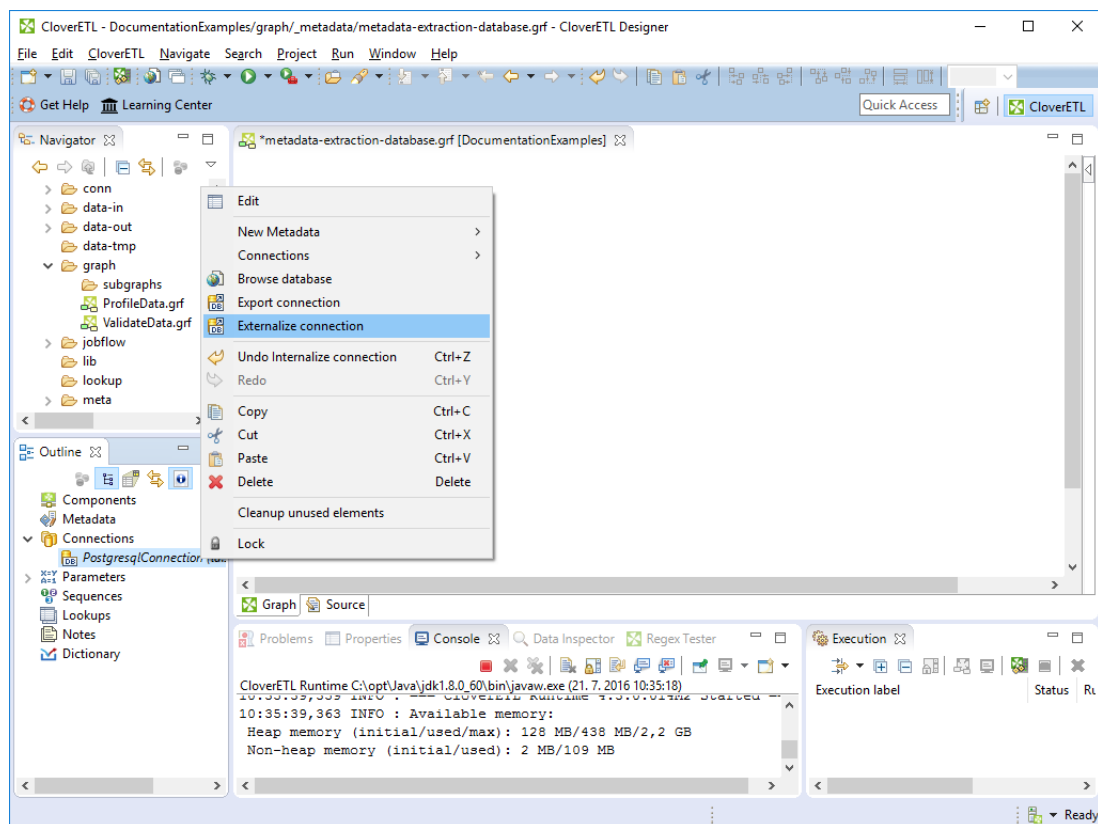 CloverETL - DocumentationExamples/graph/_metadata/metadata-extraction-database.grf - CloverETL Designer
File Edit CloverETL Navigate Search Project Run Window Help
Get Help Learning Center
Quick Access
CloverETL
Navigator
conn
data-in
data-out
data-tmp
graph
subgraphs
ProfileData.grf
ValidateData.grf
jobflow
lib
lookup
meta
*metadata-extraction-database.grf [DocumentationExamples]
Edit
New Metadata
Connections
Browse database
Export connection
Externalize connection
Undo Internalize connection Ctrl+Z
Redo Ctrl+Y
Copy Ctrl+C
Cut Ctrl+X
Paste Ctrl+V
Delete Delete
Cleanup unused elements
Lock
Outline
Components
Metadata
Connections
PostgresqlConnection
Parameters
Sequences
Lookups
Notes
Dictionary
Graph Source
Problems Properties Console Data Inspector Regex Tester
CloverETL Runtime C:\opt\Java\jdk1.8.0_60\bin\javaw.exe (21. 7. 2016 10:35:18)
10:35:39,363 INFO : Available memory:
Heap memory (initial/used/max): 128 MB/438 MB/2,2 GB
Non-heap memory (initial/used): 2 MB/109 MB
Execution
Execution label Status
Ready